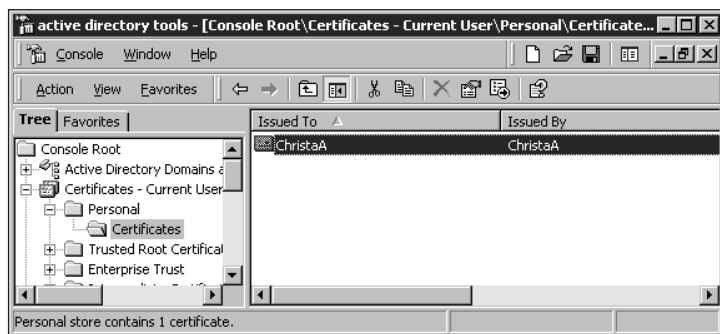 active directory tools - [Console Root\Certificates - Current User\Personal\Certificate...
Console Window Help
Action View Favorites
Tree Favorites
Issued To Issued By
Console Root
ChristaA ChristaA
Active Directory Domains a
Certificates - Current User
Personal
Certificates
Trusted Root Certificat
Enterprise Trust
Personal store contains 1 certificate.